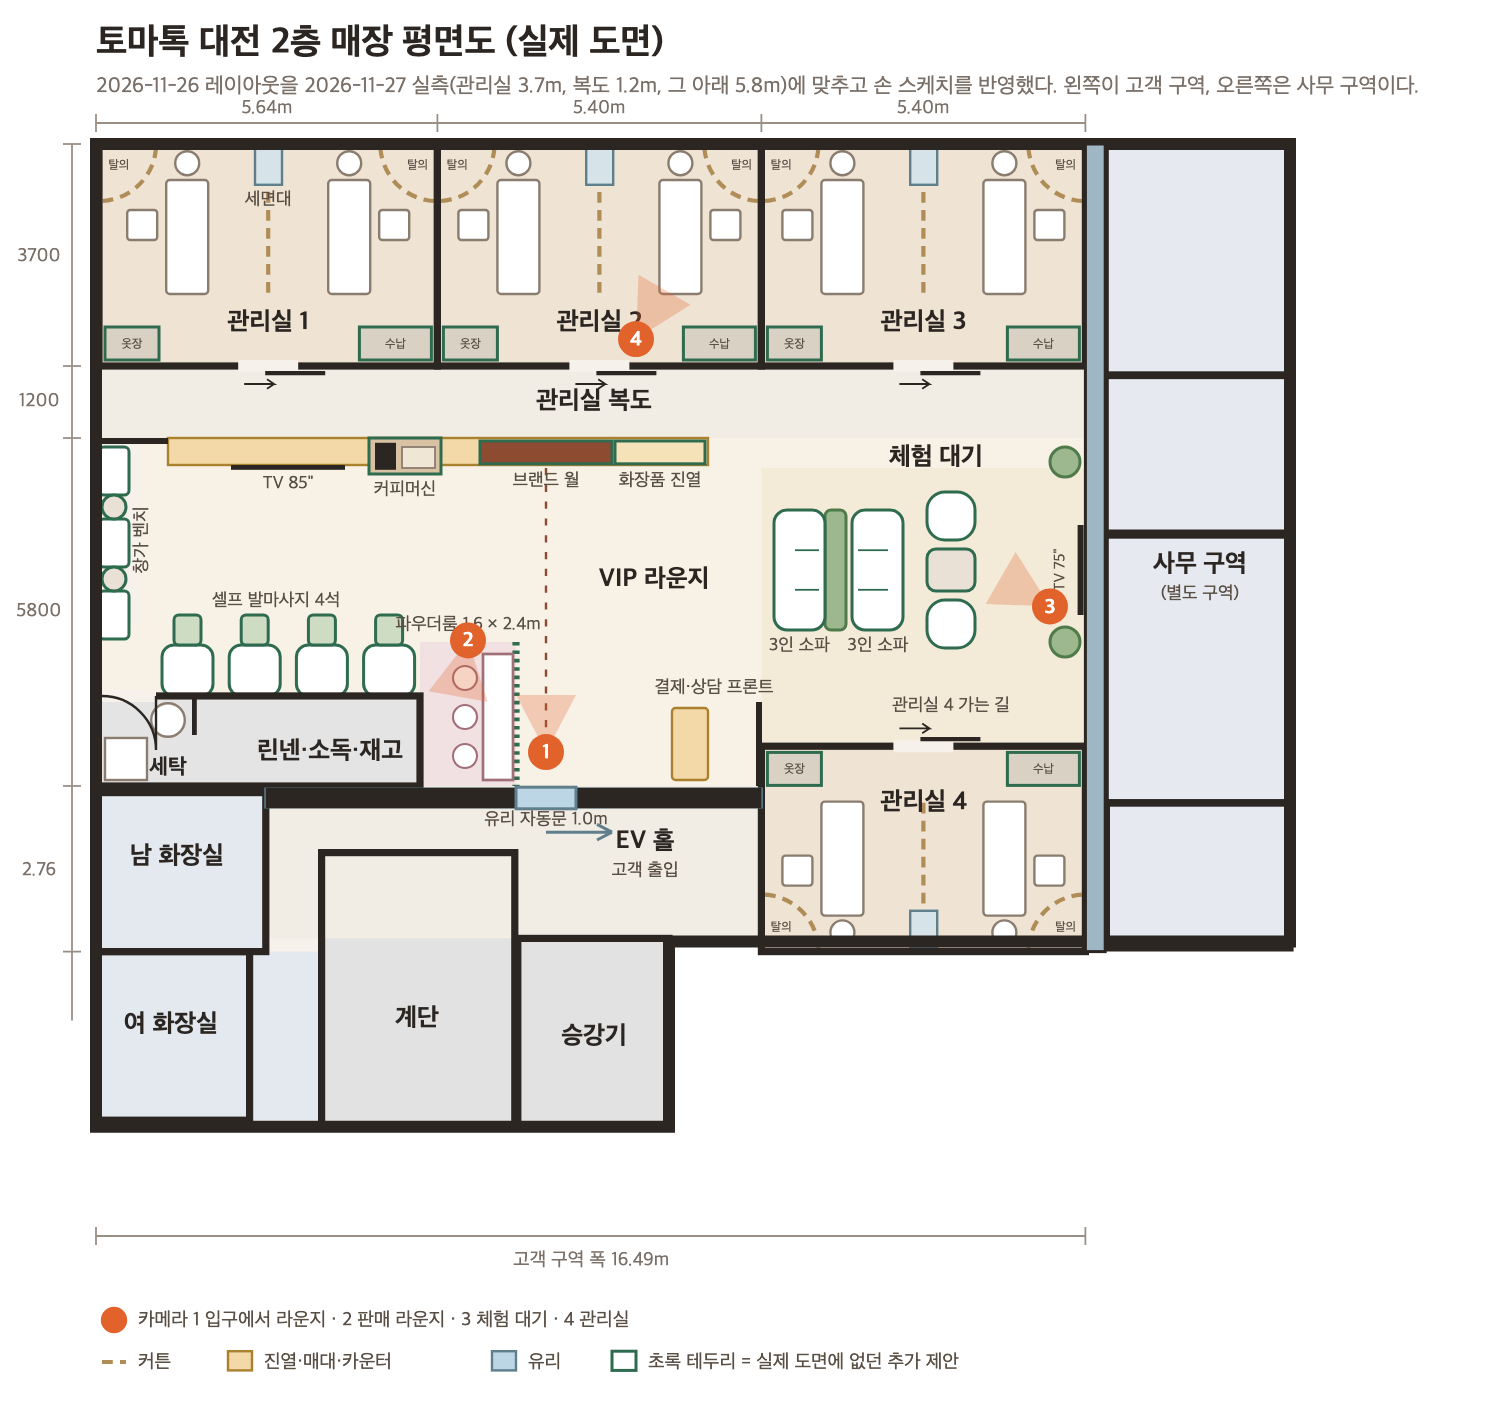 토마톡 대전 2층 매장 평면도 (실제 도면)
2026-11-26 레이아웃을 2026-11-27 실측(관리실 3.7m, 복도 1.2m, 그 아래 5.8m)에 맞추고 손 스케치를 반영했다. 왼쪽이 고객 구역, 오른쪽은 사무 구역이다.
5.64m 5.40m 5.40m
탈의 탈의 탈의 탈의 탈의 탈의
세면대
3700
관리실 1 관리실 2 관리실 3
4
옷장 수납 옷장 수납 옷장 수납
1200
관리실 복도
체험 대기
TV 85" 커피머신 브랜드 월 화장품 진열
창가 벤치
TV 75"
사무 구역
(별도 구역)
VIP 라운지
셀프 발마사지 4석
5800
파우더룸 1.6 × 2.4m
2
3
3인 소파 3인 소파
결제·상담 프론트
관리실 4 가는 길
린넨·소독·재고
세탁
1
옷장 수납
관리실 4
유리 자동문 1.0m
EV 홀
고객 출입
남 화장실
2.76
탈의 탈의
여 화장실
계단
승강기
고객 구역 폭 16.49m
카메라 1 입구에서 라운지 · 2 판매 라운지 · 3 체험 대기 · 4 관리실
커튼 진열·매대·카운터 유리 초록 테두리 = 실제 도면에 없던 추가 제안